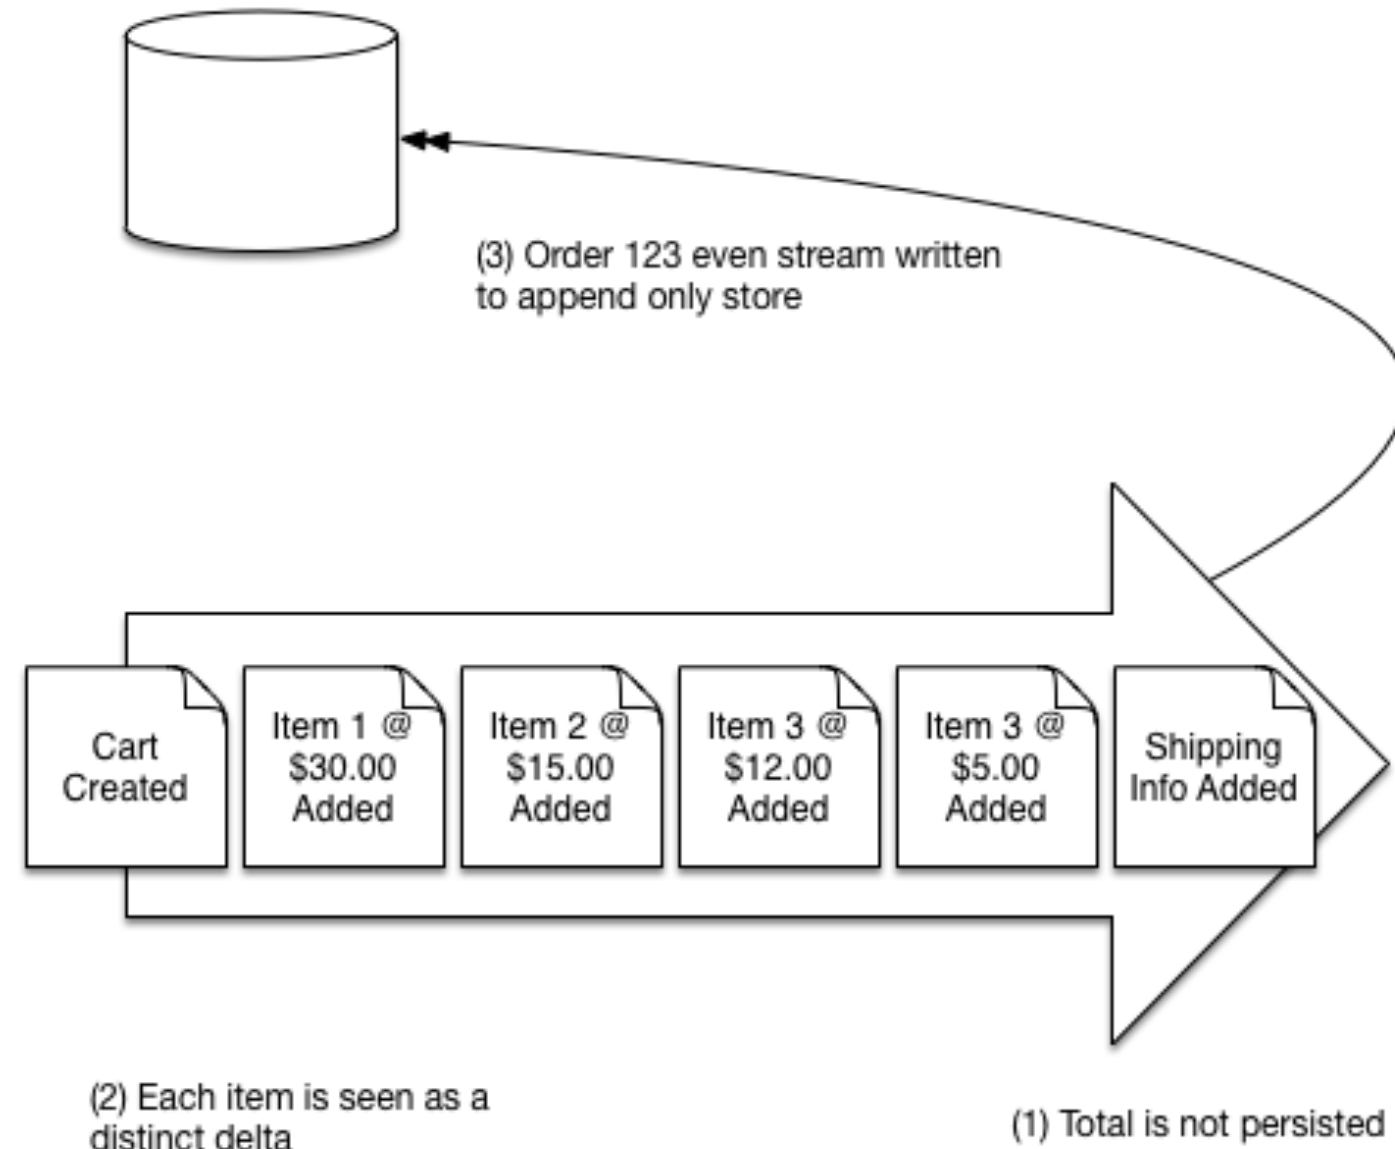 (3) Order 123 even stream written
to append only store
Cart
Created
Item 1 @
$30.00
Added
Item 2 @
$15.00
Added
Item 3 @
$12.00
Added
Item 3 @
$5.00
Added
Shipping
Info Added
(2) Each item is seen as a
distinct delta
(1) Total is not persisted